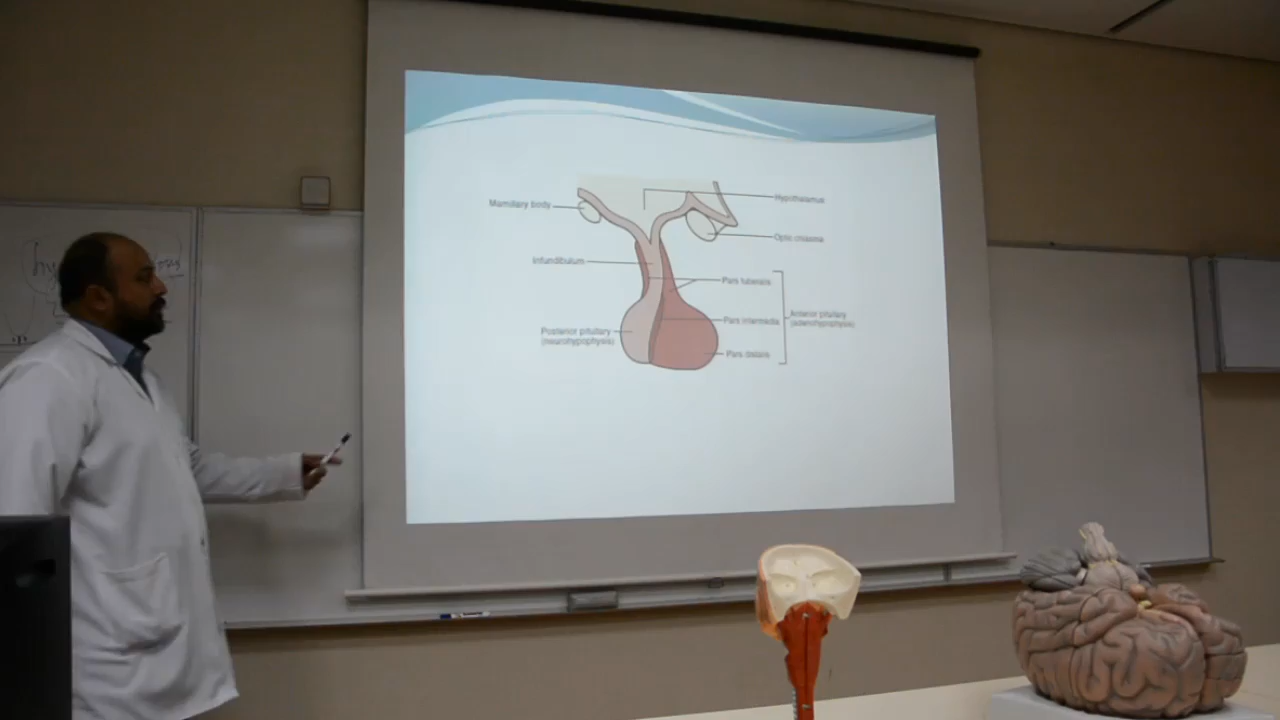 Mamillary body
Hypothalamus
Optic chiasma
Infundibulum
Pars tuberalis
Posterior pituitary
(neurohypophysis)
Pars intermedia
Anterior pituitary
(adenohypophysis)
Pars distalis